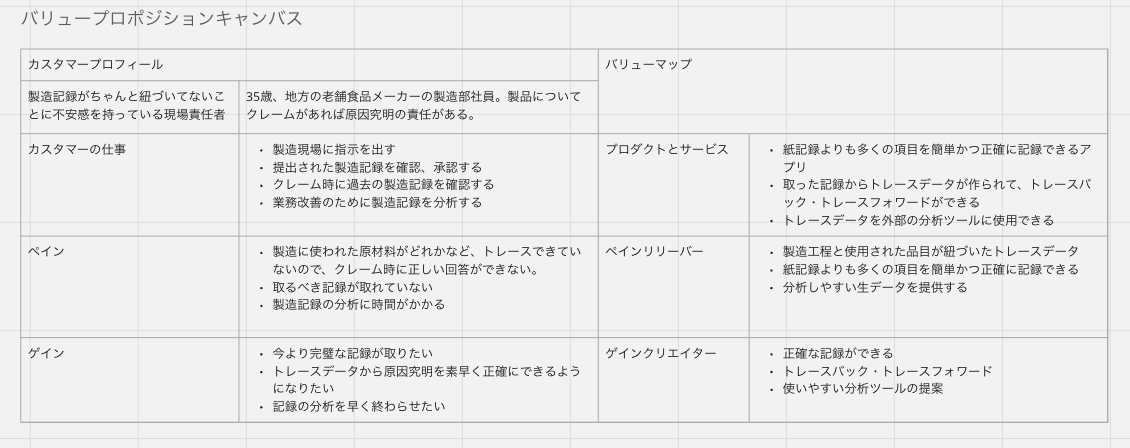 バリュープロポジションキャンバス
カスタマープロフィール
バリューマップ
製造記録がちゃんと紐づいてないこ
とに不安感を持っている現場責任者
35歳、地方の老舗食品メーカーの製造部社員。製品について
クレームがあれば原因究明の責任がある。
カスタマーの仕事
・ 製造現場に指示を出す
・ 提出された製造記録を確認、承認する
・ クレーム時に過去の製造記録を確認する
・ 業務改善のために製造記録を分析する
プロダクトとサービス
・ 紙記録よりも多くの項目を簡単かつ正確に記録できるア
プリ
・ 取った記録からトレースデータが作られて、トレースバ
ック・トレースフォワードができる
・ トレースデータを外部の分析ツールに使用できる
ペイン
・ 製造に使われた原材料がどれかなど、トレースできてい
ないので、クレーム時に正しい回答ができない。
・ 取るべき記録が取れていない
・ 製造記録の分析に時間がかかる
ペインリリーバー
・ 製造工程と使用された品目が紐づいたトレースデータ
・ 紙記録よりも多くの項目を簡単かつ正確に記録できる
・ 分析しやすい生データを提供する
ゲイン
・ 今より完璧な記録が取りたい
・ トレースデータから原因究明を素早く正確にできるよう
になりたい
・ 記録の分析を早く終わらせたい
ゲインクリエイター
・ 正確な記録ができる
・ トレースバック・トレースフォワード
・ 使いやすい分析ツールの提案